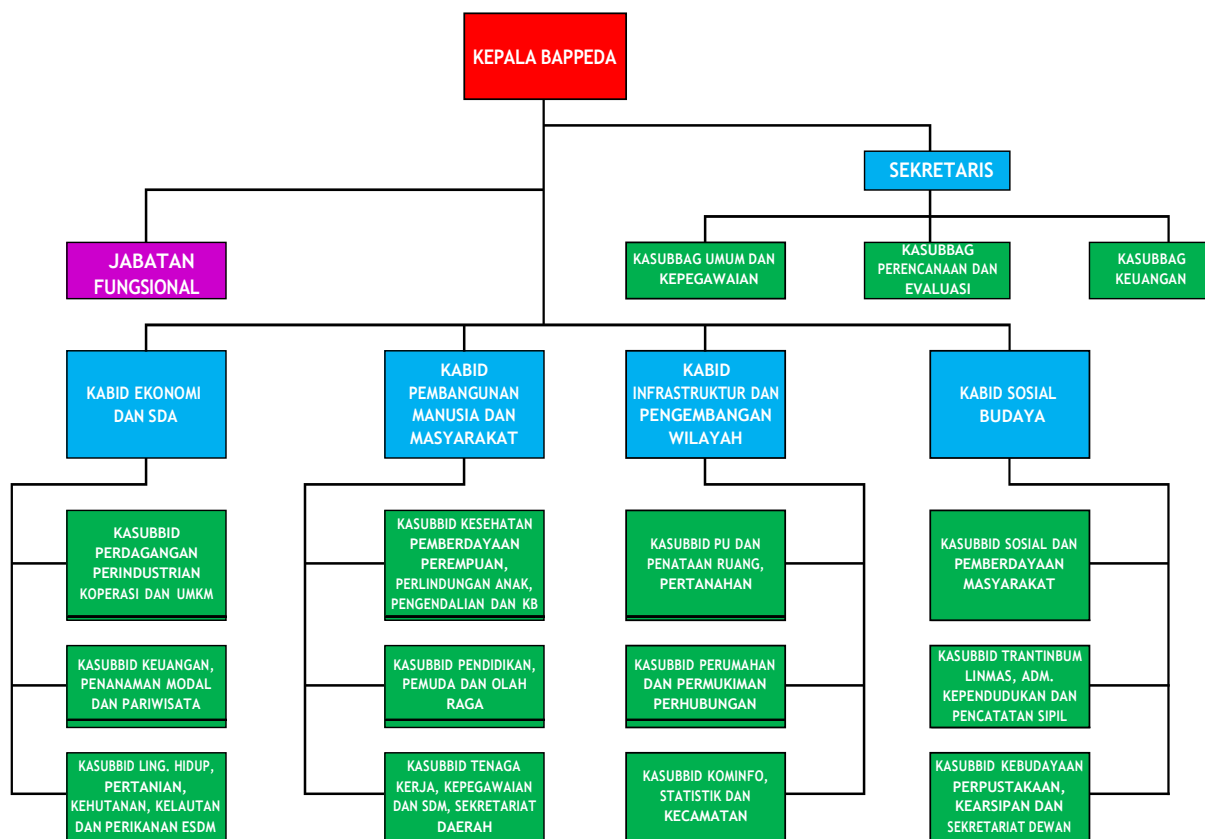 KEPALA BAPPEDA
SEKRETARIS
JABATAN
FUNGSIONAL
KASUBBAG UMUM DAN
KEPEGAWAIAN
KASUBBAG
PERENCANAAN DAN
EVALUASI
KASUBBAG
KEUANGAN
KABID EKONOMI
DAN SDA
KABID
PEMBANGUNAN
MANUSIA DAN
MASYARAKAT
KABID
INFRASTRUKTUR DAN
PENGEMBANGAN
WILAYAH
KABID SOSIAL
BUDAYA
KASUBBID
PERDAGANGAN
PERINDUSTRIAN
KOPERASI DAN UMKM
KASUBBID KESEHATAN
PEMBERDAYAAN
PEREMPUAN,
PERLINDUNGAN ANAK,
PENGENDALIAN DAN KB
KASUBBID PU DAN
PENATAAN RUANG,
PERTANAHAN
KASUBBID SOSIAL DAN
PEMBERDAYAAN
MASYARAKAT
KASUBBID KEUANGAN,
PENANAMAN MODAL
DAN PARIWISATA
KASUBBID PENDIDIKAN,
PEMUDA DAN OLAH
RAGA
KASUBBID PERUMAHAN
DAN PERMUKIMAN
PERHUBUNGAN
KASUBBID TRANTINBUM
LINMAS, ADM.
KEPENDUDUKAN DAN
PENCATATAN SIPIL
KASUBBID LING. HIDUP,
PERTANIAN,
KEHUTANAN, KELAUTAN
DAN PERIKANAN ESDM
KASUBBID TENAGA
KERJA, KEPEGAWAIAN
DAN SDM, SEKRETARIAT
DAERAH
KASUBBID KOMINFO,
STATISTIK DAN
KECAMATAN
KASUBBID KEBUDAYAAN
PERPUSTAKAAN,
KEARSIPAN DAN
SEKRETARIAT DEWAN